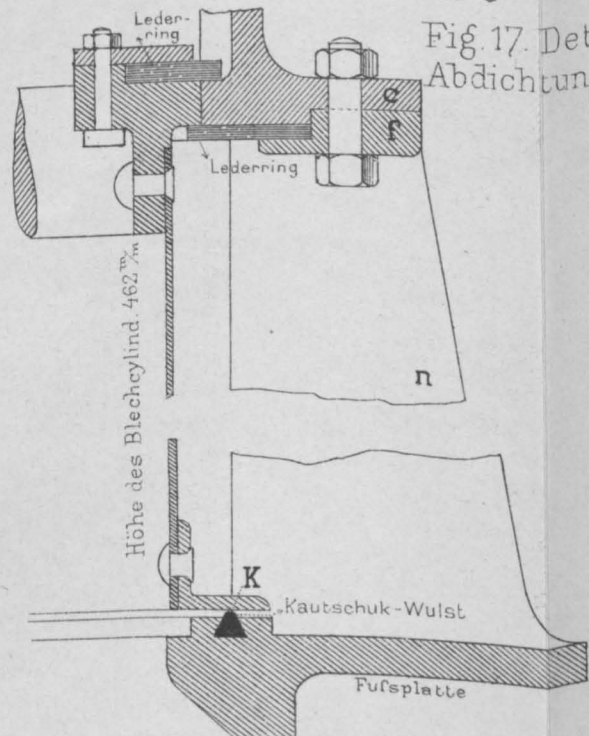 Leder-
ring
Fig. 17. Det
Abdichtun
e
f
Lederring
Höhe des Blechcylind. 462 m/m
n
K
Kautschuk-Wulst
Fufsplatte